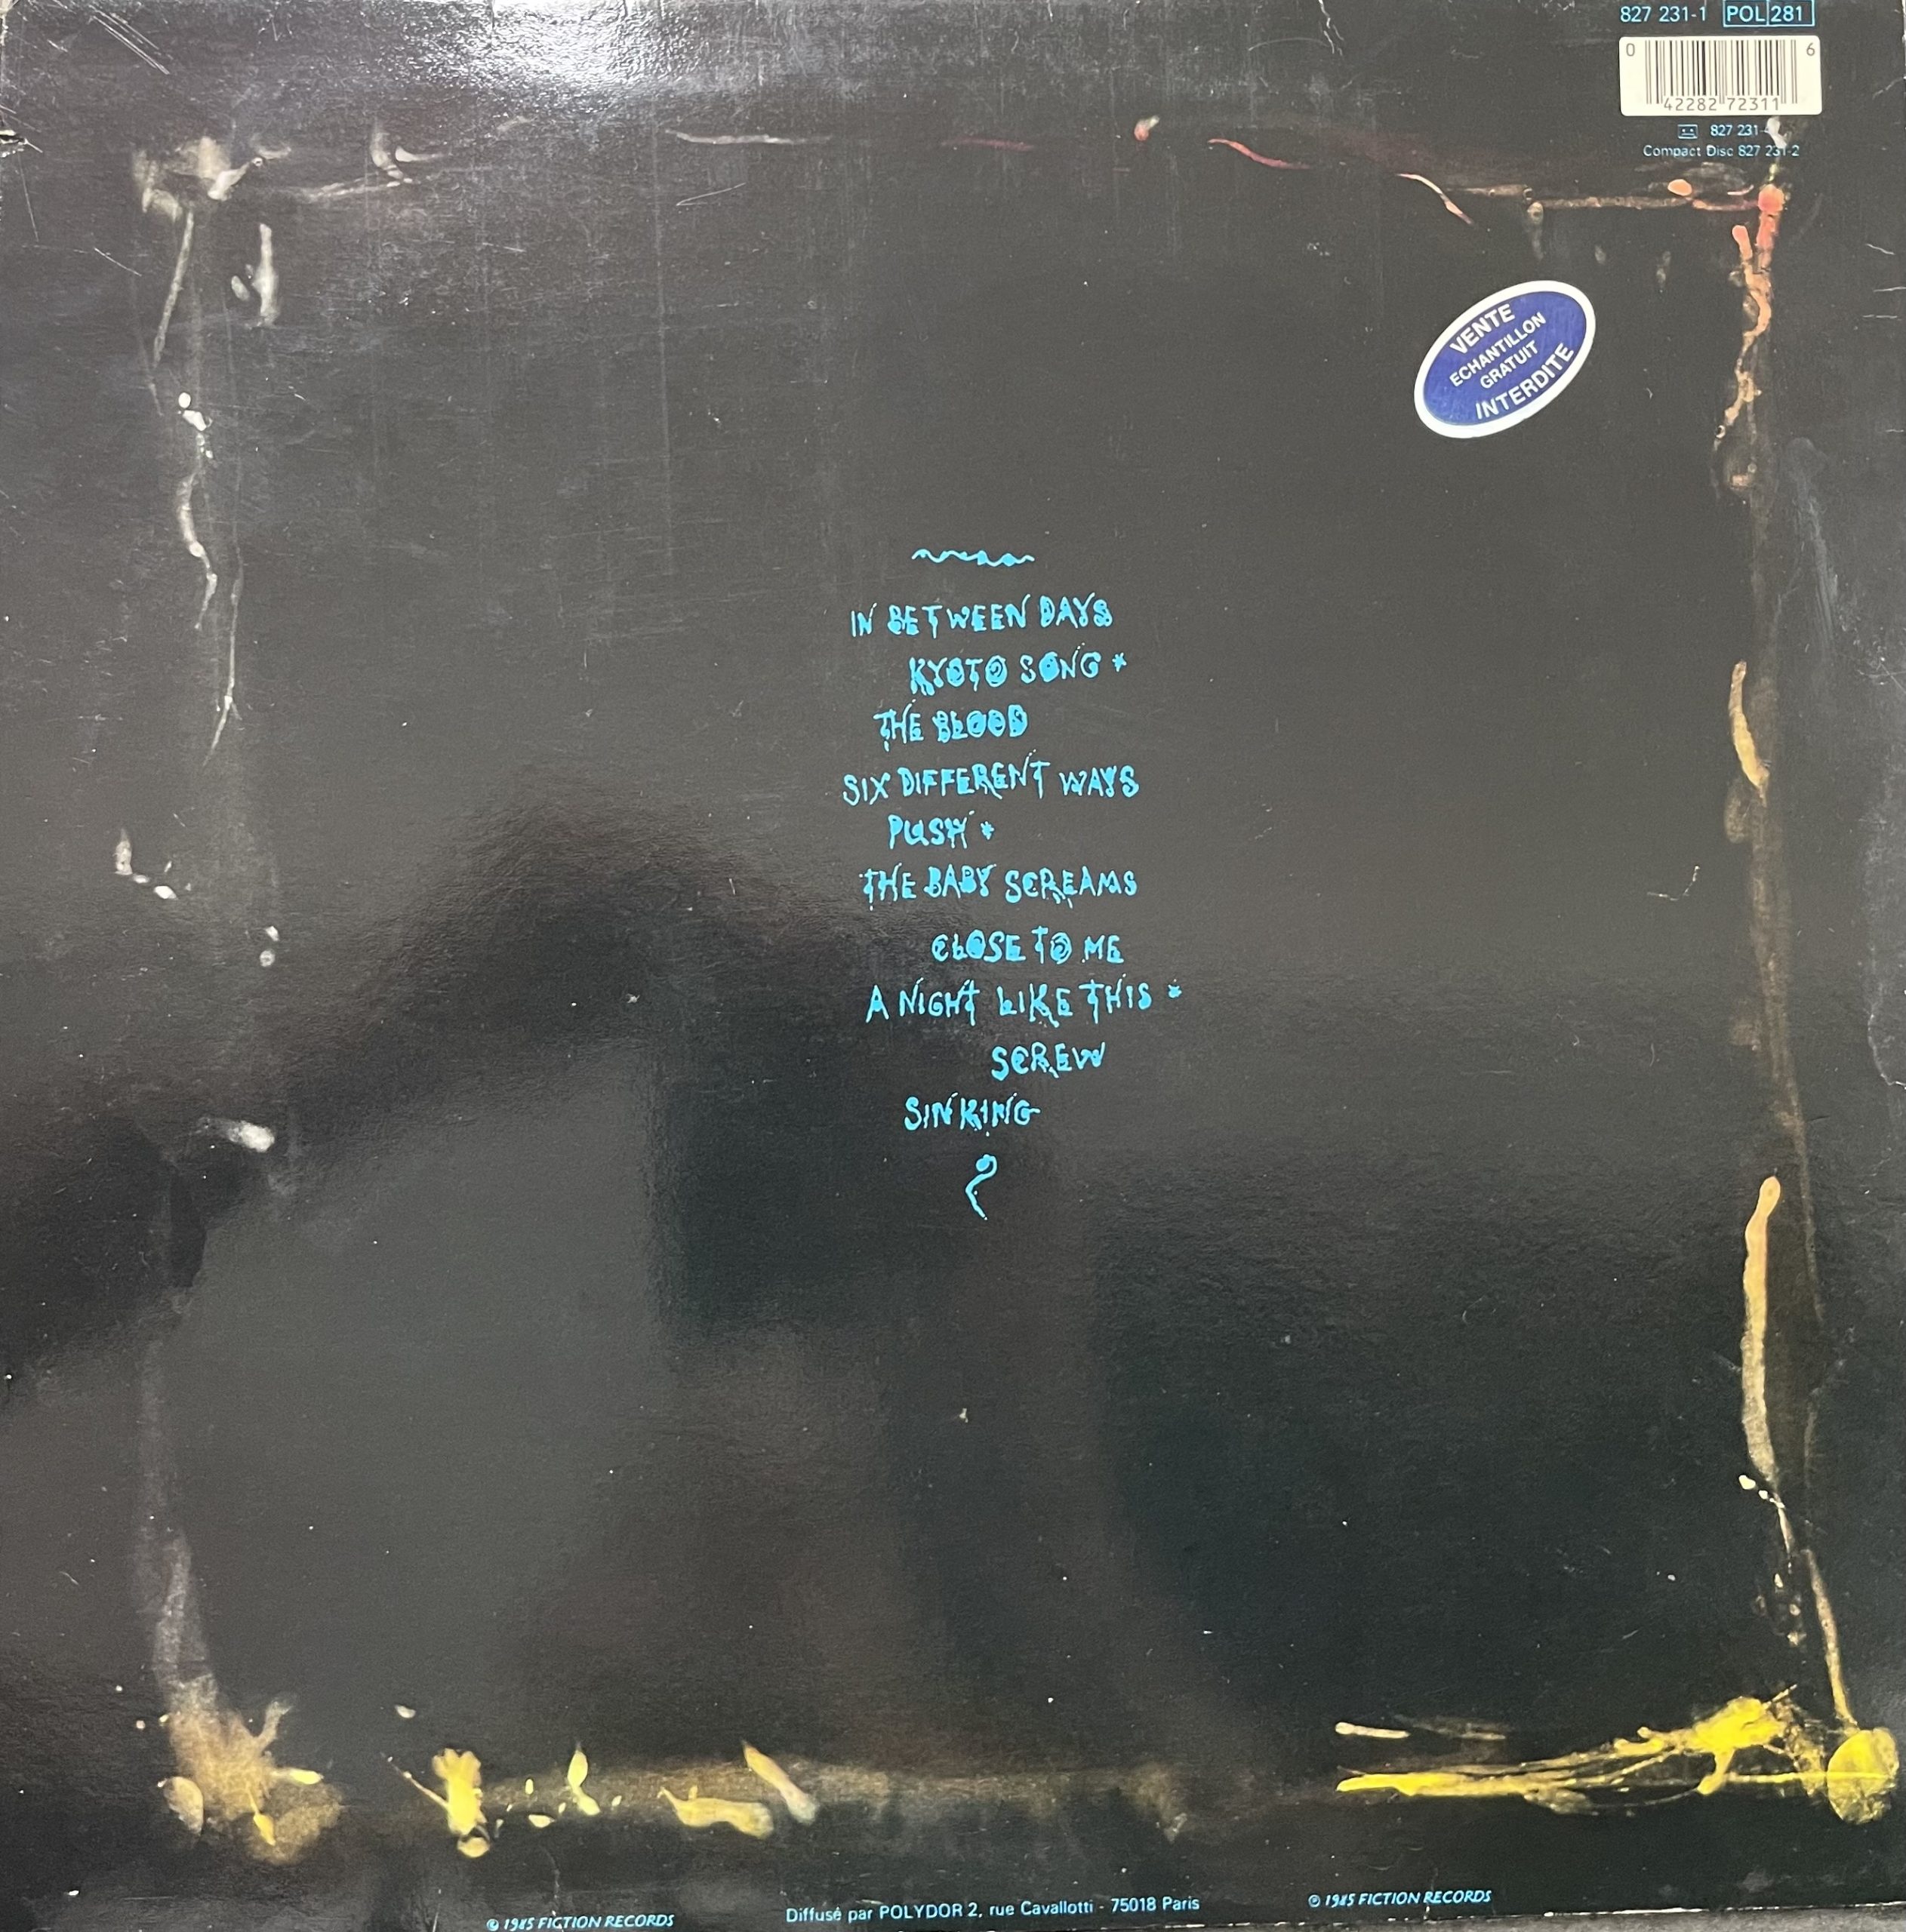 827 231-1 POL 281
0 42282 72311 6
827 231-4
Compact Disc 827 231-2
VENTE
ECHANTILLON
GRATUIT
INTERDITE
IN BETWEEN DAYS
KYOTO SONG *
THE BLOOD
SIX DIFFERENT WAYS
PUSH *
THE BABY SCREAMS
CLOSE TO ME
A NIGHT LIKE THIS *
SCREW
SINKING
© 1985 FICTION RECORDS
Diffusé par POLYDOR 2, rue Cavallotti - 75018 Paris
℗ 1985 FICTION RECORDS